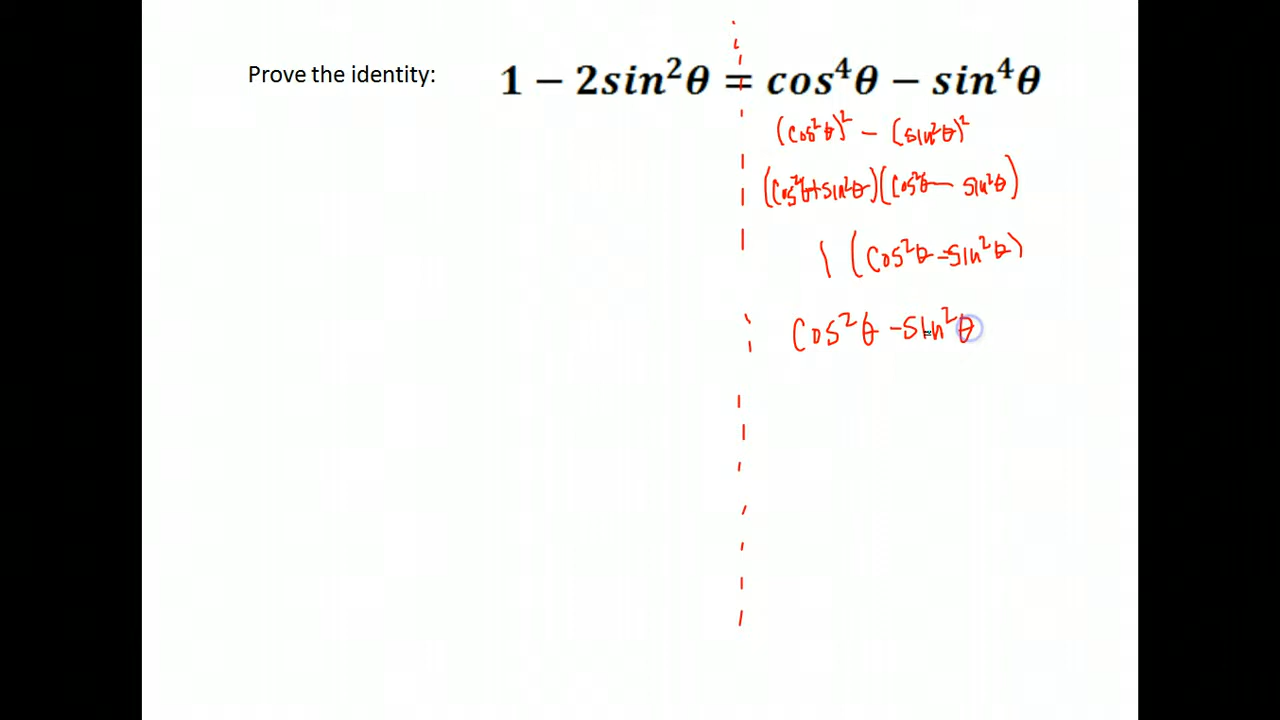 Prove the identity: 1 − 2sin²θ = cos⁴θ − sin⁴θ
(cos²θ)² − (sin²θ)²
(cos²θ+sin²θ)(cos²θ − sin²θ)
1 (cos²θ − sin²θ)
cos²θ − sin²θ